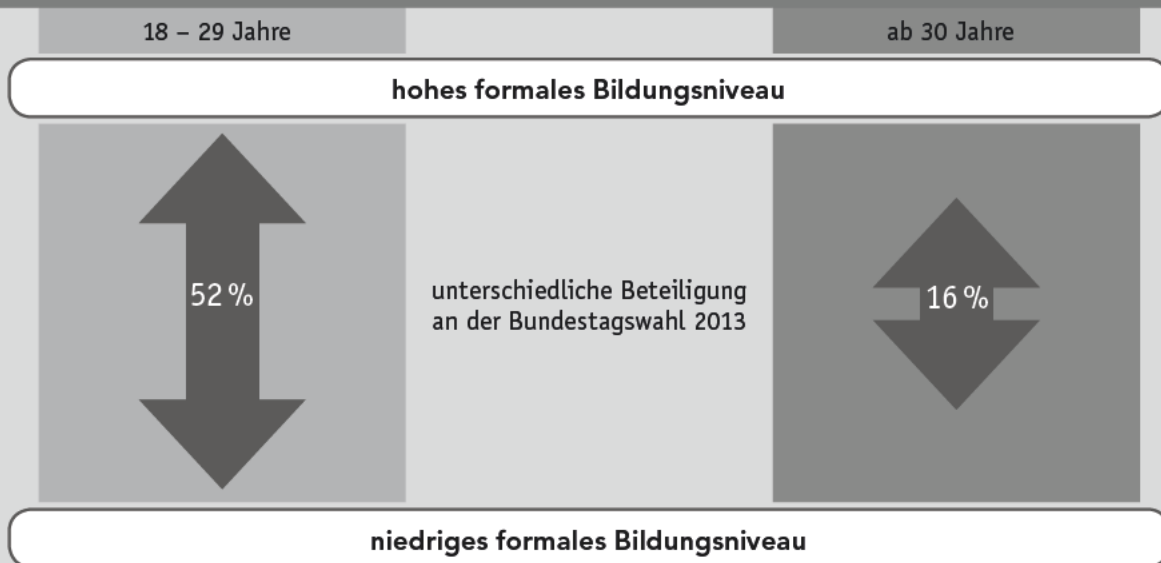 18 – 29 Jahre
ab 30 Jahre
hohes formales Bildungsniveau
52 %
unterschiedliche Beteiligung
an der Bundestagswahl 2013
16 %
niedriges formales Bildungsniveau